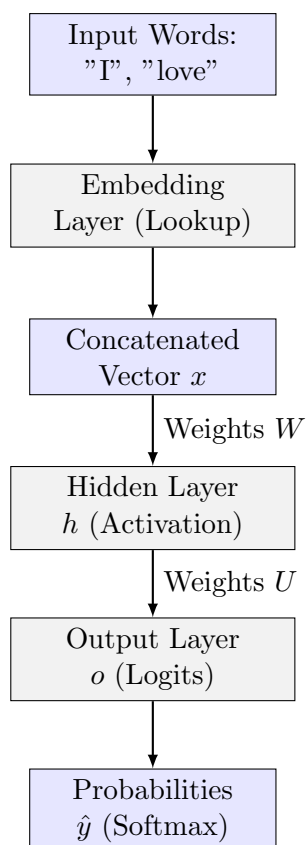 Input Words:
”I”, ”love”
Embedding
Layer (Lookup)
Concatenated
Vector x
Weights W
Hidden Layer
h (Activation)
Weights U
Output Layer
o (Logits)
Probabilities
ŷ (Softmax)